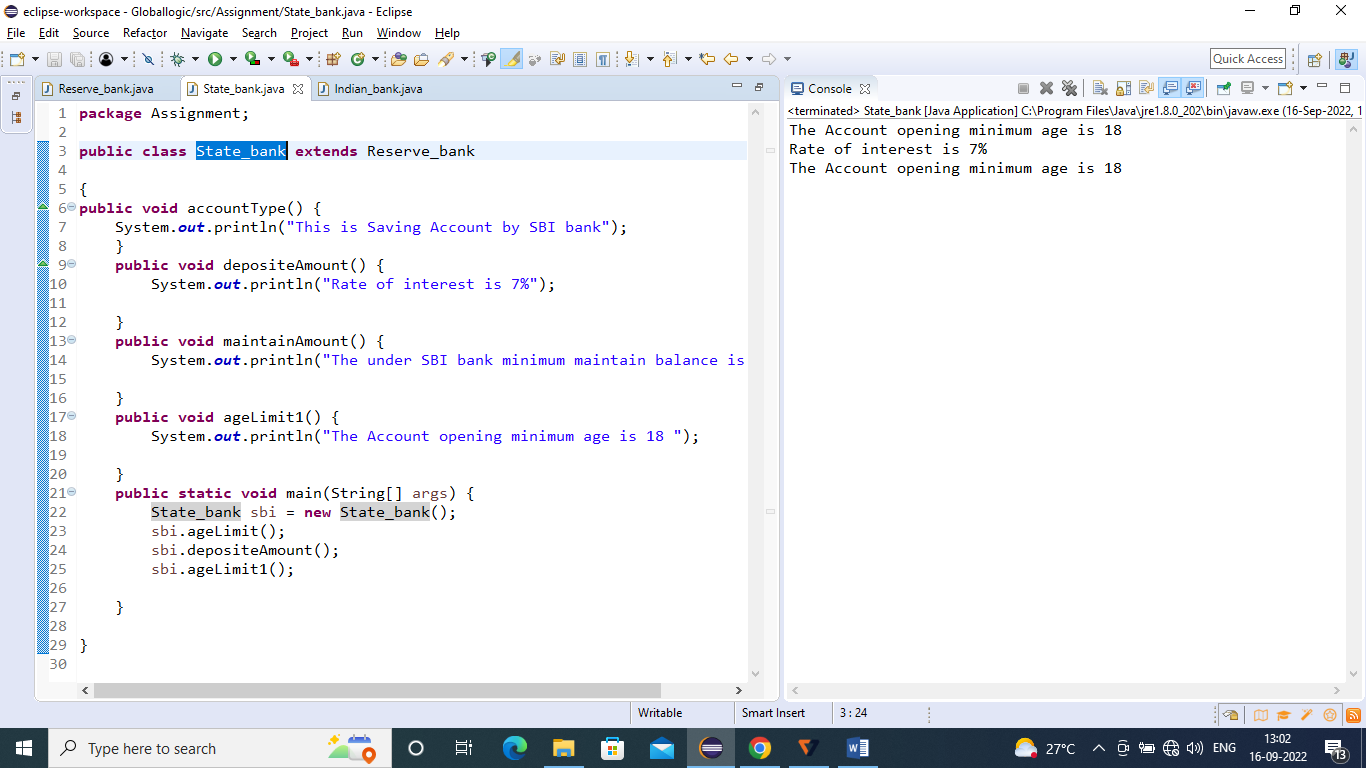 eclipse-workspace - Globallogic/src/Assignment/State_bank.java - Eclipse
File Edit Source Refactor Navigate Search Project Run Window Help
Quick Access
Reserve_bank.java State_bank.java Indian_bank.java
1 package Assignment;
2
3 public class State_bank extends Reserve_bank
4
5 {
6 public void accountType() {
7 System.out.println("This is Saving Account by SBI bank");
8 }
9 public void depositeAmount() {
10 System.out.println("Rate of interest is 7%");
11
12 }
13 public void maintainAmount() {
14 System.out.println("The under SBI bank minimum maintain balance is
15
16 }
17 public void ageLimit1() {
18 System.out.println("The Account opening minimum age is 18 ");
19
20 }
21 public static void main(String[] args) {
22 State_bank sbi = new State_bank();
23 sbi.ageLimit();
24 sbi.depositeAmount();
25 sbi.ageLimit1();
26
27 }
28
29 }
30
Console
<terminated> State_bank [Java Application] C:\Program Files\Java\jre1.8.0_202\bin\javaw.exe (16-Sep-2022, 1
The Account opening minimum age is 18
Rate of interest is 7%
The Account opening minimum age is 18
Writable Smart Insert 3 : 24
Type here to search
27°C ENG 13:02
16-09-2022
13